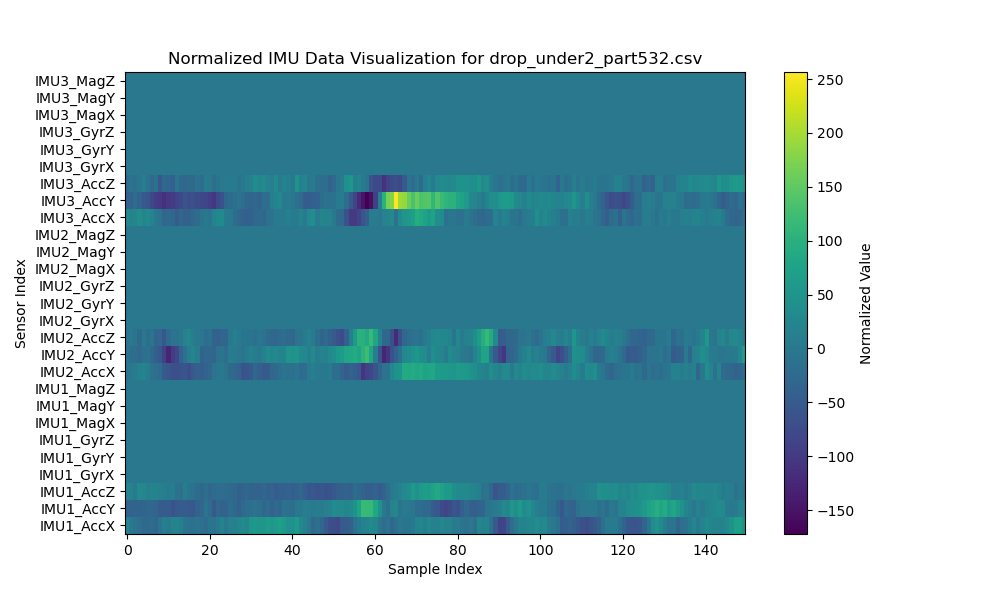 Normalized IMU Data Visualization for drop_under2_part532.csv
IMU3_MagZ
IMU3_MagY
IMU3_MagX
IMU3_GyrZ
IMU3_GyrY
IMU3_GyrX
IMU3_AccZ
IMU3_AccY
IMU3_AccX
IMU2_MagZ
IMU2_MagY
IMU2_MagX
IMU2_GyrZ
IMU2_GyrY
IMU2_GyrX
IMU2_AccZ
IMU2_AccY
IMU2_AccX
IMU1_MagZ
IMU1_MagY
IMU1_MagX
IMU1_GyrZ
IMU1_GyrY
IMU1_GyrX
IMU1_AccZ
IMU1_AccY
IMU1_AccX
Sensor Index
0 20 40 60 80 100 120 140
Sample Index
250
200
150
100
50
0
−50
−100
−150
Normalized Value